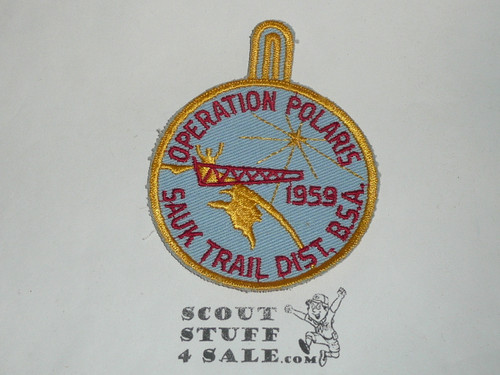 OPERATION POLARIS
1959
SAUK TRAIL DIST. B.S.A.
SCOUT
STUFF
4 SALE.com